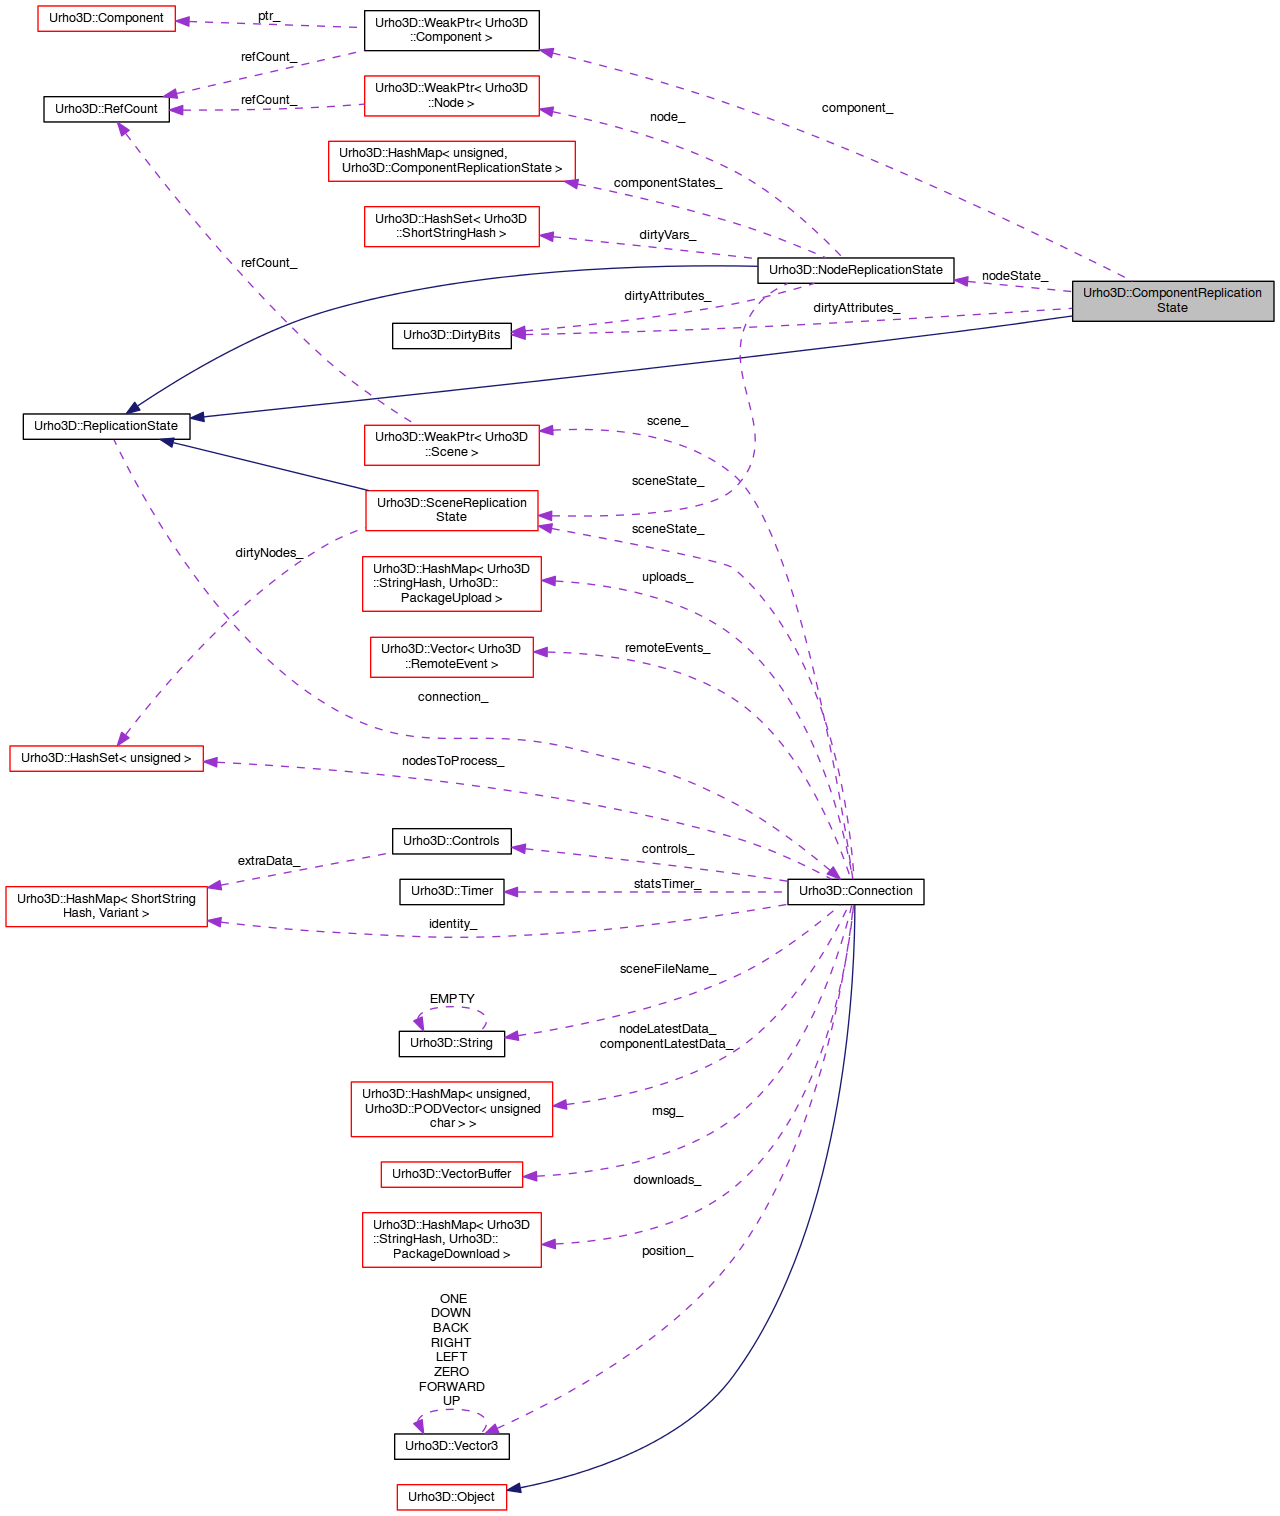 Urho3D::Component
ptr_
Urho3D::WeakPtr< Urho3D
::Component >
refCount_
Urho3D::WeakPtr< Urho3D
::Node >
refCount_
Urho3D::RefCount
component_
node_
Urho3D::HashMap< unsigned,
Urho3D::ComponentReplicationState >
componentStates_
Urho3D::HashSet< Urho3D
::ShortStringHash >
dirtyVars_
refCount_
Urho3D::NodeReplicationState
nodeState_
Urho3D::ComponentReplication
State
dirtyAttributes_
dirtyAttributes_
Urho3D::DirtyBits
Urho3D::ReplicationState
scene_
Urho3D::WeakPtr< Urho3D
::Scene >
sceneState_
Urho3D::SceneReplication
State
sceneState_
dirtyNodes_
Urho3D::HashMap< Urho3D
::StringHash, Urho3D::
PackageUpload >
uploads_
Urho3D::Vector< Urho3D
::RemoteEvent >
remoteEvents_
connection_
Urho3D::HashSet< unsigned >
nodesToProcess_
Urho3D::Controls
controls_
extraData_
Urho3D::Timer
statsTimer_
Urho3D::Connection
Urho3D::HashMap< ShortString
Hash, Variant >
identity_
sceneFileName_
EMPTY
Urho3D::String
nodeLatestData_
componentLatestData_
Urho3D::HashMap< unsigned,
Urho3D::PODVector< unsigned
char > >
msg_
Urho3D::VectorBuffer
downloads_
Urho3D::HashMap< Urho3D
::StringHash, Urho3D::
PackageDownload >
position_
ONE
DOWN
BACK
RIGHT
LEFT
ZERO
FORWARD
UP
Urho3D::Vector3
Urho3D::Object